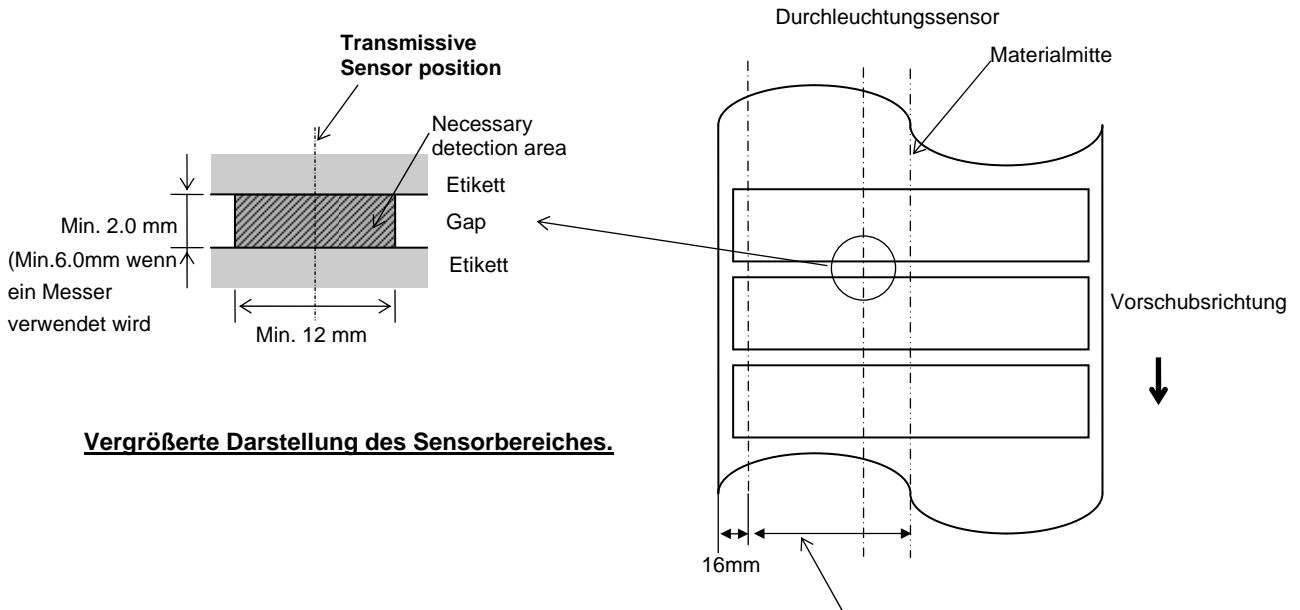 Durchleuchtungssensor
Materialmitte
Transmissive
Sensor position
Necessary
detection area
Etikett
Gap
Etikett
Min. 2.0 mm
(Min.6.0mm wenn
ein Messer
verwendet wird
Min. 12 mm
Vorschubsrichtung
Vergrößerte Darstellung des Sensorbereiches.
16mm